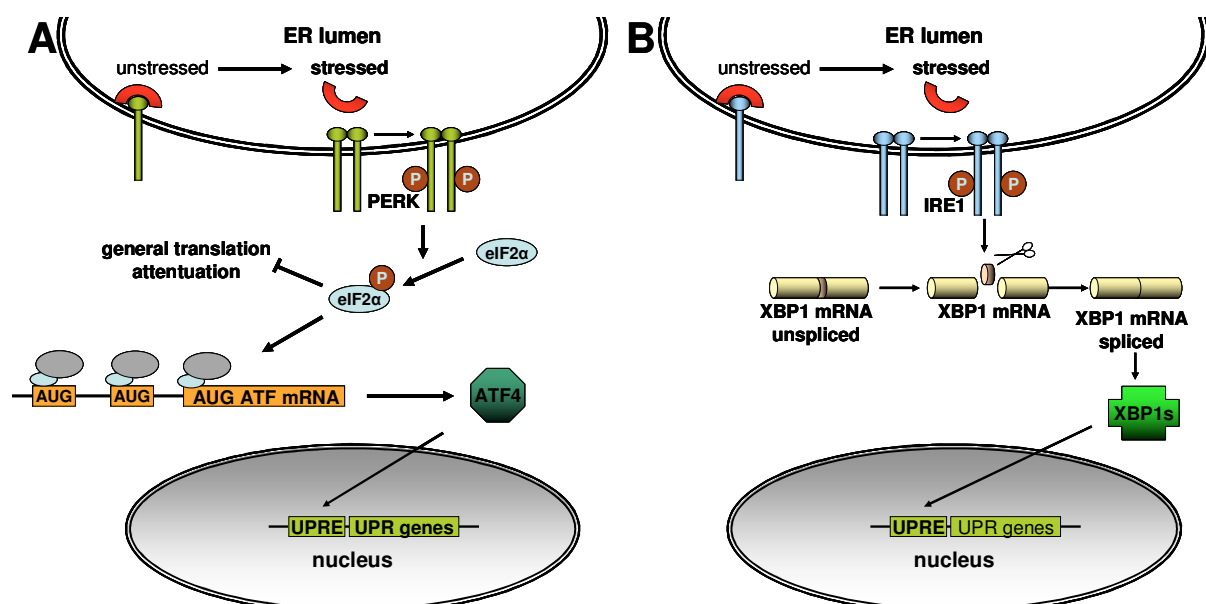 A
ER lumen
unstressed
stressed
P
P
PERK
general translation
attentuation
eIF2α
P
eIF2α
AUG
AUG
AUG ATF mRNA
ATF4
UPRE
UPR genes
nucleus
B
ER lumen
unstressed
stressed
P
P
IRE1
XBP1 mRNA
unspliced
XBP1 mRNA
XBP1 mRNA
spliced
XBP1s
UPRE
UPR genes
nucleus